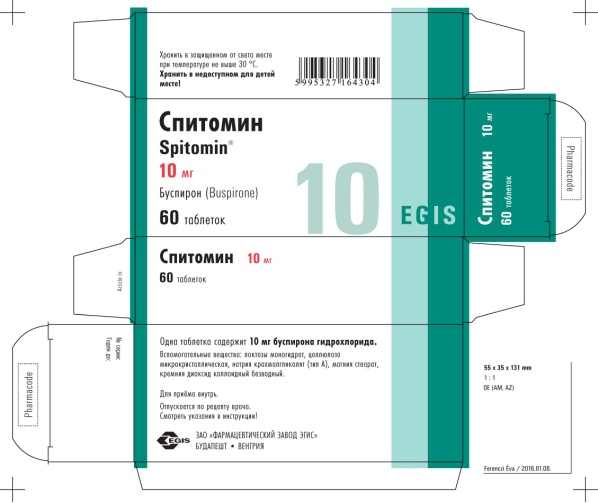 Хранить в защищенном от света месте
при температуре не выше 30 °C.
Хранить в недоступном для детей
месте!
5995327 164304
Спитомин
Spitomin®
10 мг
Буспирон (Buspirone)
60 таблеток
10
EGIS
Спитомин 10 мг
60 таблеток
Pharmacode
Спитомин 10 мг
60 таблеток
Article nr.
№ серии:
Годен до:
Pharmacode
Одна таблетка содержит 10 мг буспирона гидрохлорида.
Вспомогательные вещества: лактозы моногидрат, целлюлоза
микрокристаллическая, натрия крахмалгликолят (тип А), магния стеарат,
кремния диоксид коллоидный безводный.
Для приёма внутрь.
Отпускается по рецепту врача.
Смотреть указания в инструкции!
EGIS
ЗАО «ФАРМАЦЕВТИЧЕСКИЙ ЗАВОД ЭГИС»
БУДАПЕШТ • ВЕНГРИЯ
55 x 35 x 131 mm
1 : 1
OE (AM, AZ)
Ferenczi Éva / 2016.01.08.